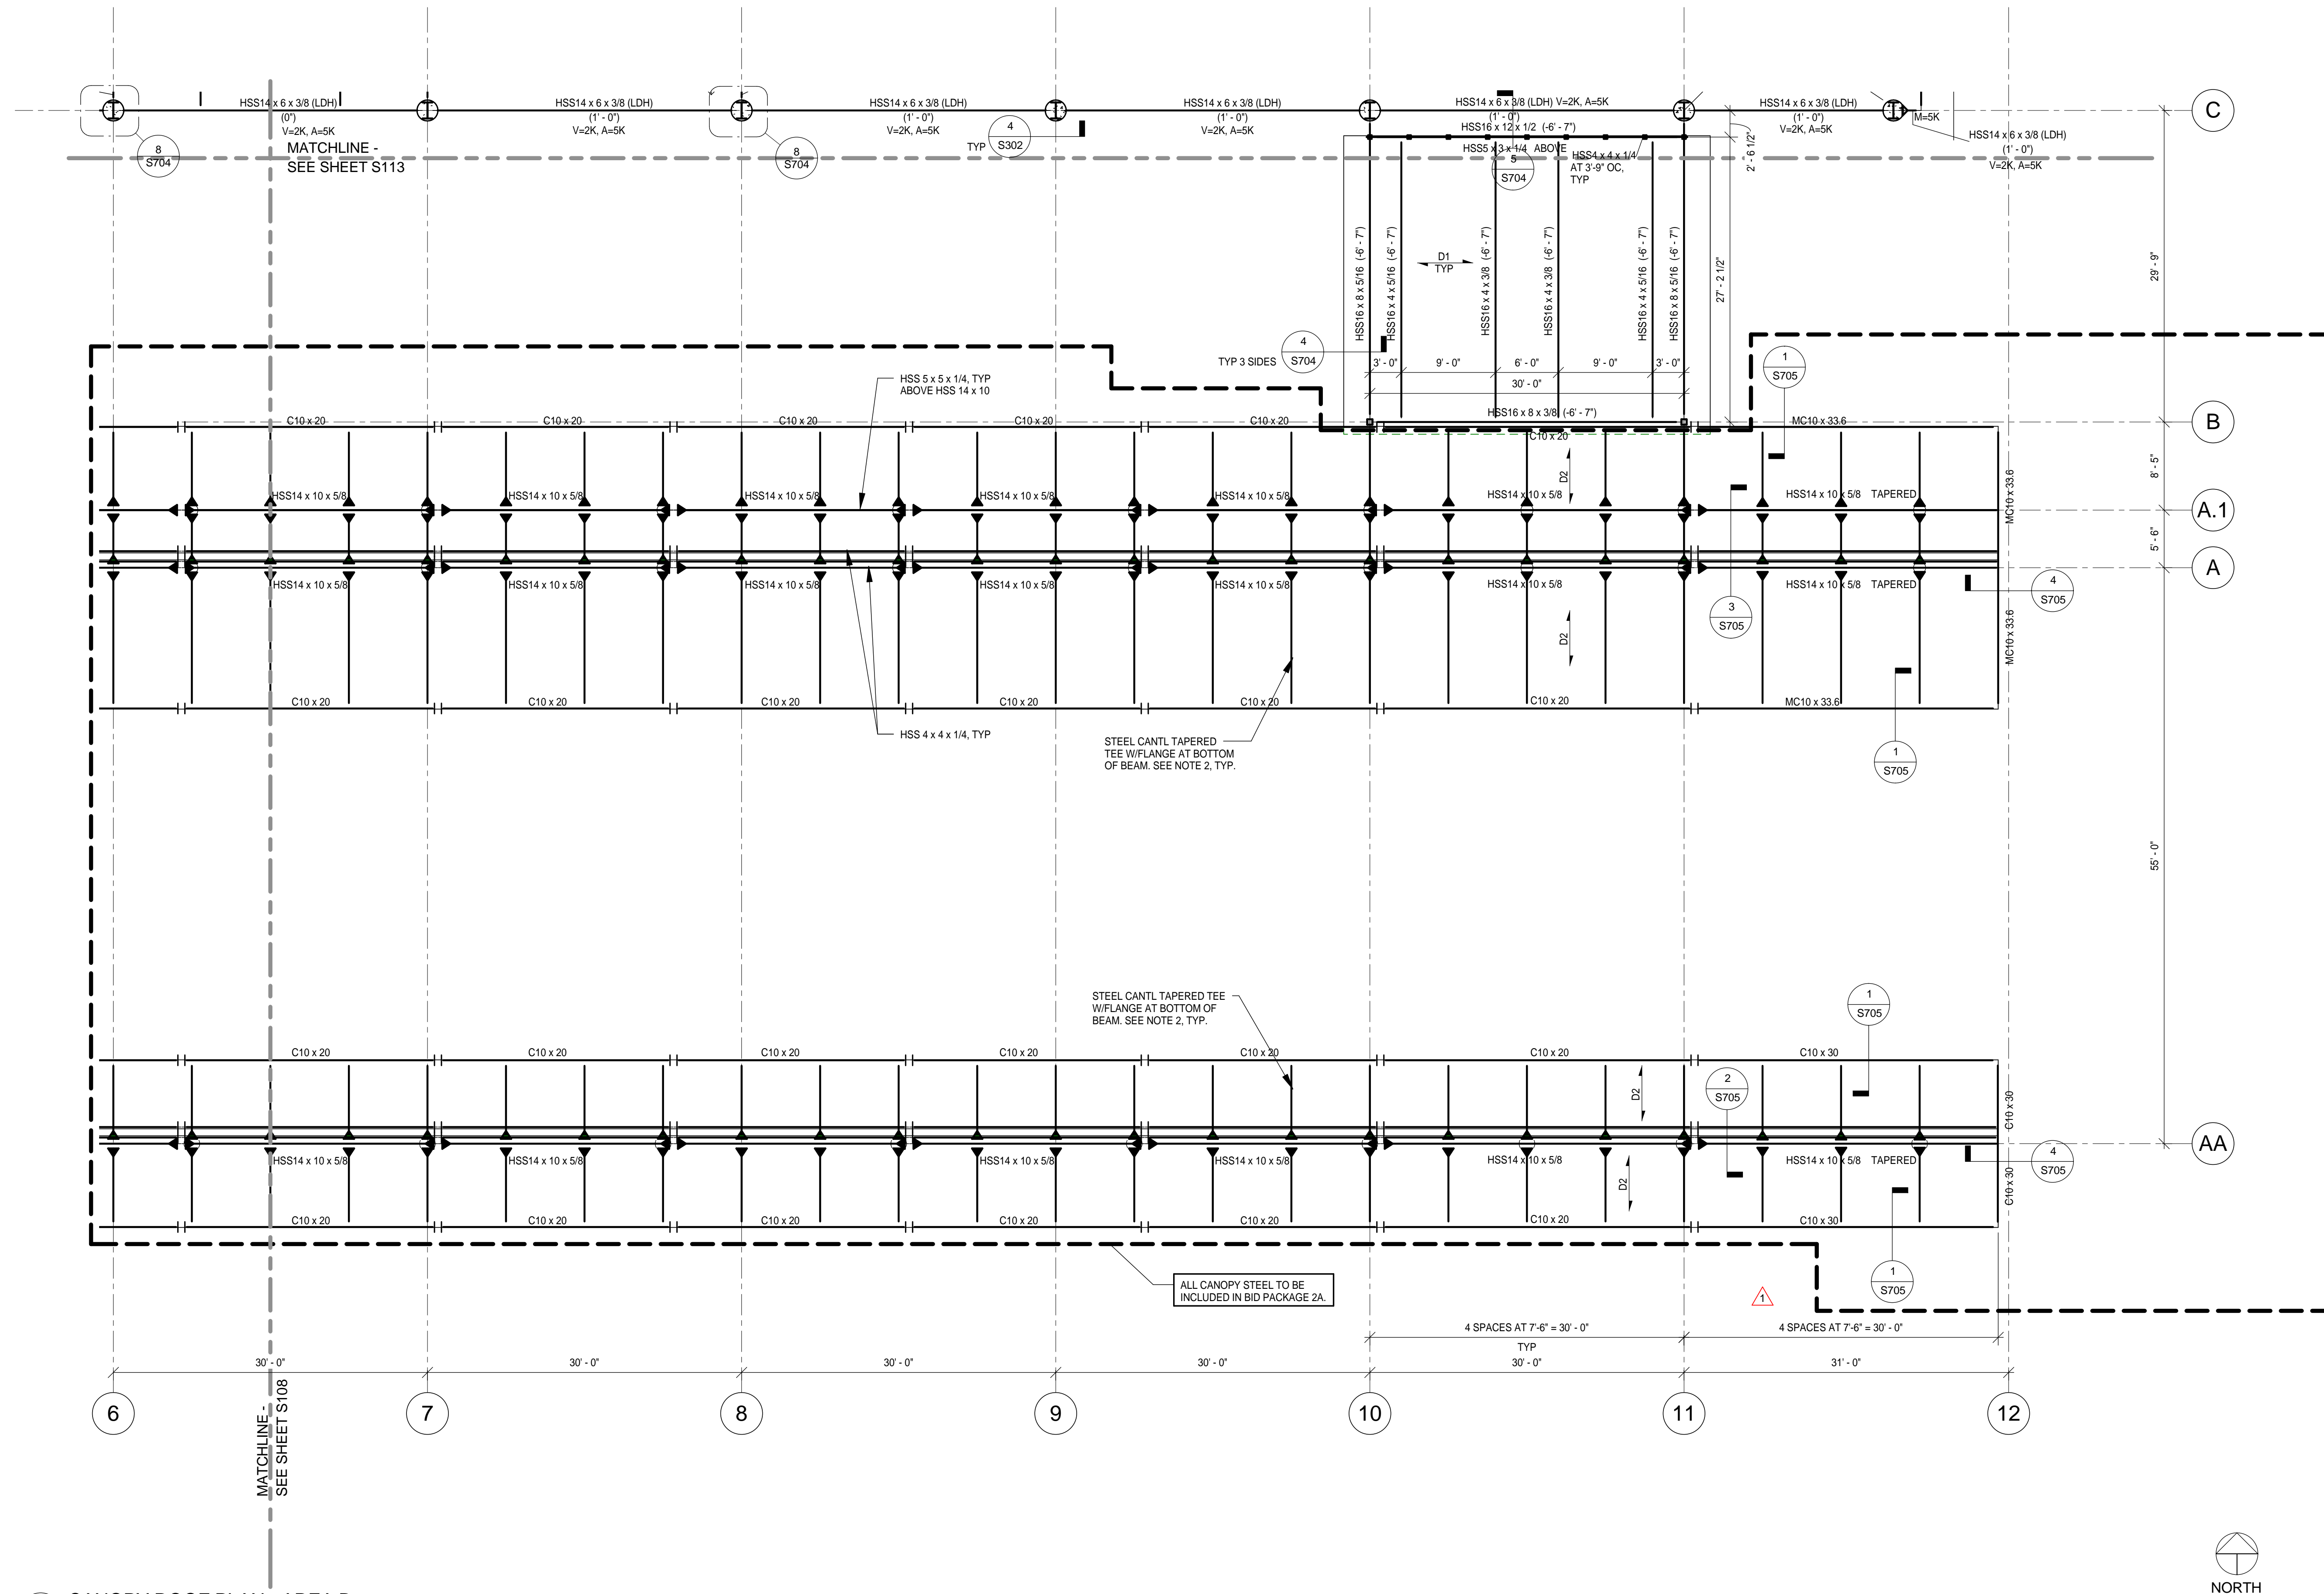 HSS14 x 6 x 3/8 (LDH)
(0")
V=2K, A=5K
HSS14 x 6 x 3/8 (LDH)
(1' - 0")
V=2K, A=5K
HSS14 x 6 x 3/8 (LDH)
(1' - 0")
V=2K, A=5K
HSS14 x 6 x 3/8 (LDH)
(1' - 0")
V=2K, A=5K
HSS14 x 6 x 3/8 (LDH) V=2K, A=5K
(1' - 0")
HSS16 x 12 x 1/2 (-6' - 7")
HSS5 x 3 x 1/4 ABOVE
HSS14 x 6 x 3/8 (LDH)
(1' - 0")
V=2K, A=5K
M=5K
HSS14 x 6 x 3/8 (LDH)
(1' - 0")
V=2K, A=5K
C
8
S704
MATCHLINE -
SEE SHEET S113
8
S704
TYP
4
S302
5
S704
HSS4 x 4 x 1/4
AT 3'-9" OC,
TYP
2' - 6 1/2"
HSS16 x 8 x 5/16 (-6' - 7")
HSS16 x 4 x 5/16 (-6' - 7")
D1
TYP
HSS16 x 4 x 3/8 (-6' - 7")
HSS16 x 4 x 3/8 (-6' - 7")
HSS16 x 4 x 5/16 (-6' - 7")
HSS16 x 8 x 5/16 (-6' - 7")
27' - 2 1/2"
29' - 9"
TYP 3 SIDES
4
S704
3' - 0"
9' - 0"
6' - 0"
9' - 0"
3' - 0"
30' - 0"
1
S705
HSS 5 x 5 x 1/4, TYP
ABOVE HSS 14 x 10
C10 x 20
C10 x 20
C10 x 20
C10 x 20
C10 x 20
HSS16 x 8 x 3/8 (-6' - 7")
C10 x 20
MC10 x 33.6
B
8' - 5"
D2
MC10 x 33.6
HSS14 x 10 x 5/8
HSS14 x 10 x 5/8
HSS14 x 10 x 5/8
HSS14 x 10 x 5/8
HSS14 x 10 x 5/8
HSS14 x 10 x 5/8
HSS14 x 10 x 5/8 TAPERED
A.1
5' - 6"
A
HSS14 x 10 x 5/8
HSS14 x 10 x 5/8
HSS14 x 10 x 5/8
HSS14 x 10 x 5/8
HSS14 x 10 x 5/8
HSS14 x 10 x 5/8
HSS14 x 10 x 5/8 TAPERED
4
S705
3
S705
D2
MC10 x 33.6
C10 x 20
C10 x 20
C10 x 20
C10 x 20
C10 x 20
C10 x 20
MC10 x 33.6
HSS 4 x 4 x 1/4, TYP
STEEL CANTL TAPERED
TEE W/FLANGE AT BOTTOM
OF BEAM. SEE NOTE 2, TYP.
1
S705
55' - 0"
STEEL CANTL TAPERED TEE
W/FLANGE AT BOTTOM OF
BEAM. SEE NOTE 2, TYP.
1
S705
C10 x 20
C10 x 20
C10 x 20
C10 x 20
C10 x 20
C10 x 20
C10 x 30
D2
2
S705
C10 x 30
AA
HSS14 x 10 x 5/8
HSS14 x 10 x 5/8
HSS14 x 10 x 5/8
HSS14 x 10 x 5/8
HSS14 x 10 x 5/8
HSS14 x 10 x 5/8
HSS14 x 10 x 5/8 TAPERED
4
S705
D2
C10 x 30
C10 x 20
C10 x 20
C10 x 20
C10 x 20
C10 x 20
C10 x 20
C10 x 30
ALL CANOPY STEEL TO BE
INCLUDED IN BID PACKAGE 2A.
1
1
S705
4 SPACES AT 7'-6" = 30' - 0"
TYP
4 SPACES AT 7'-6" = 30' - 0"
30' - 0"
30' - 0"
30' - 0"
30' - 0"
30' - 0"
31' - 0"
6
7
8
9
10
11
12
MATCHLINE -
SEE SHEET S108
NORTH